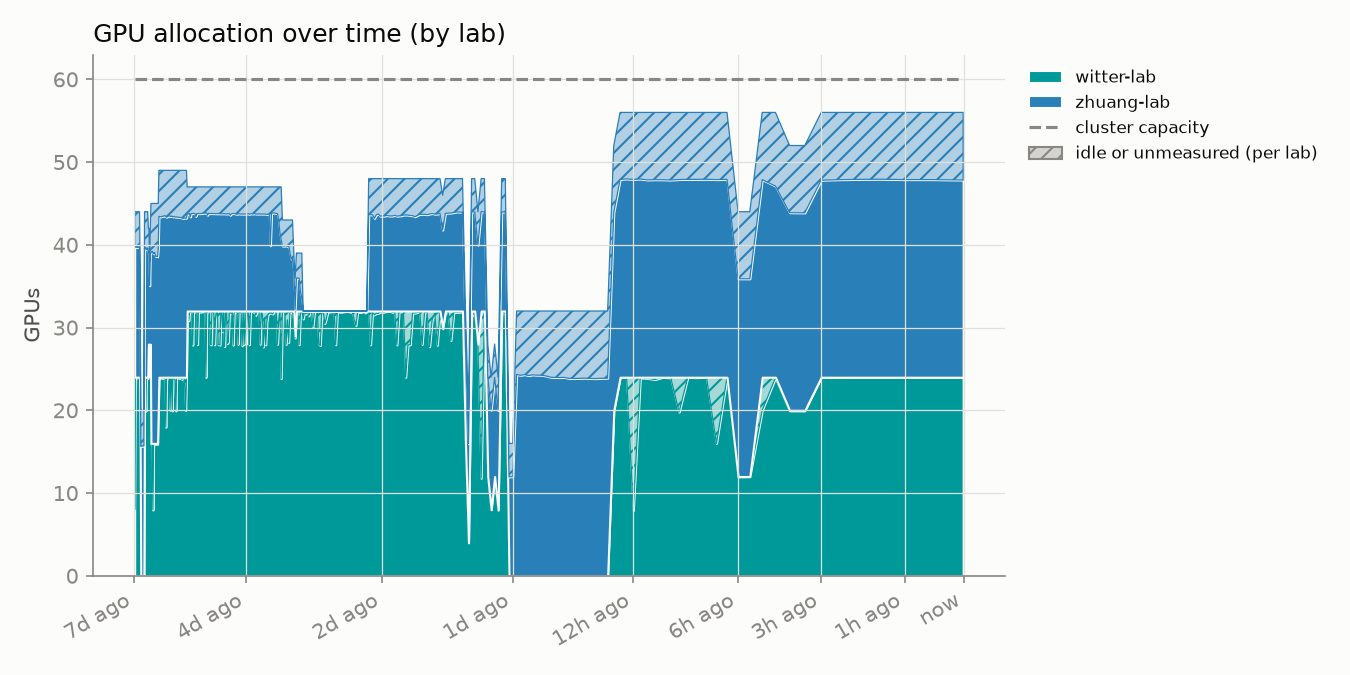 GPU allocation over time (by lab)
witter-lab
zhuang-lab
cluster capacity
idle or unmeasured (per lab)
GPUs
60
50
40
30
20
10
0
7d ago
4d ago
2d ago
1d ago
12h ago
6h ago
3h ago
1h ago
now